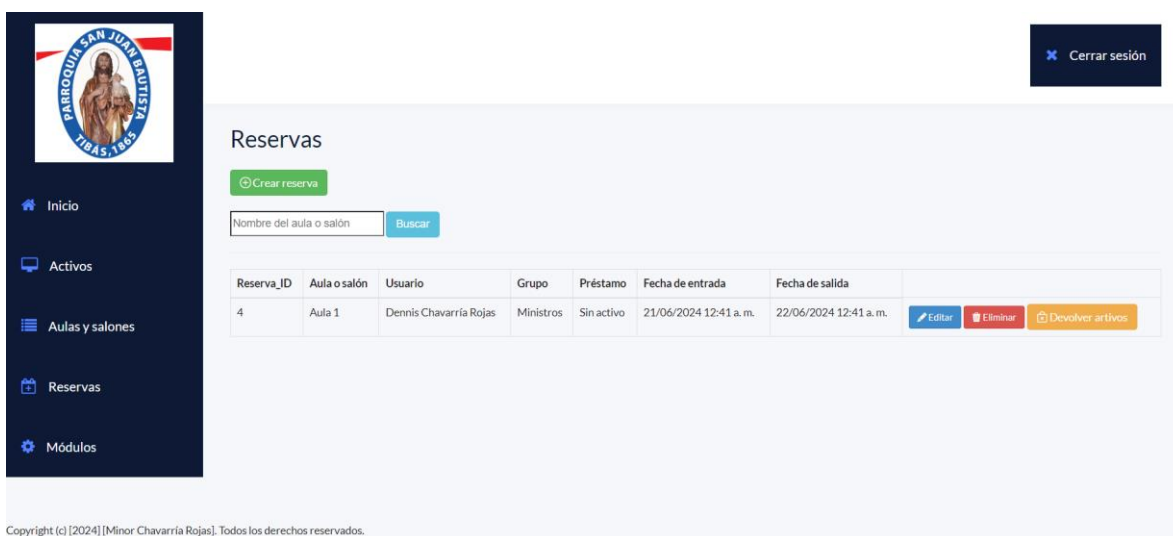 PARROQUIA SAN JUAN BAUTISTA
TIBÁS, 1865
Cerrar sesión
Inicio
Activos
Aulas y salones
Reservas
Módulos
Reservas
Crear reserva
Nombre del aula o salón Buscar
Reserva_ID Aula o salón Usuario Grupo Préstamo Fecha de entrada Fecha de salida
4 Aula 1 Dennis Chavarría Rojas Ministros Sin activo 21/06/2024 12:41 a. m. 22/06/2024 12:41 a. m. Editar Eliminar Devolver artivos
Copyright (c) [2024] [Minor Chavarría Rojas]. Todos los derechos reservados.